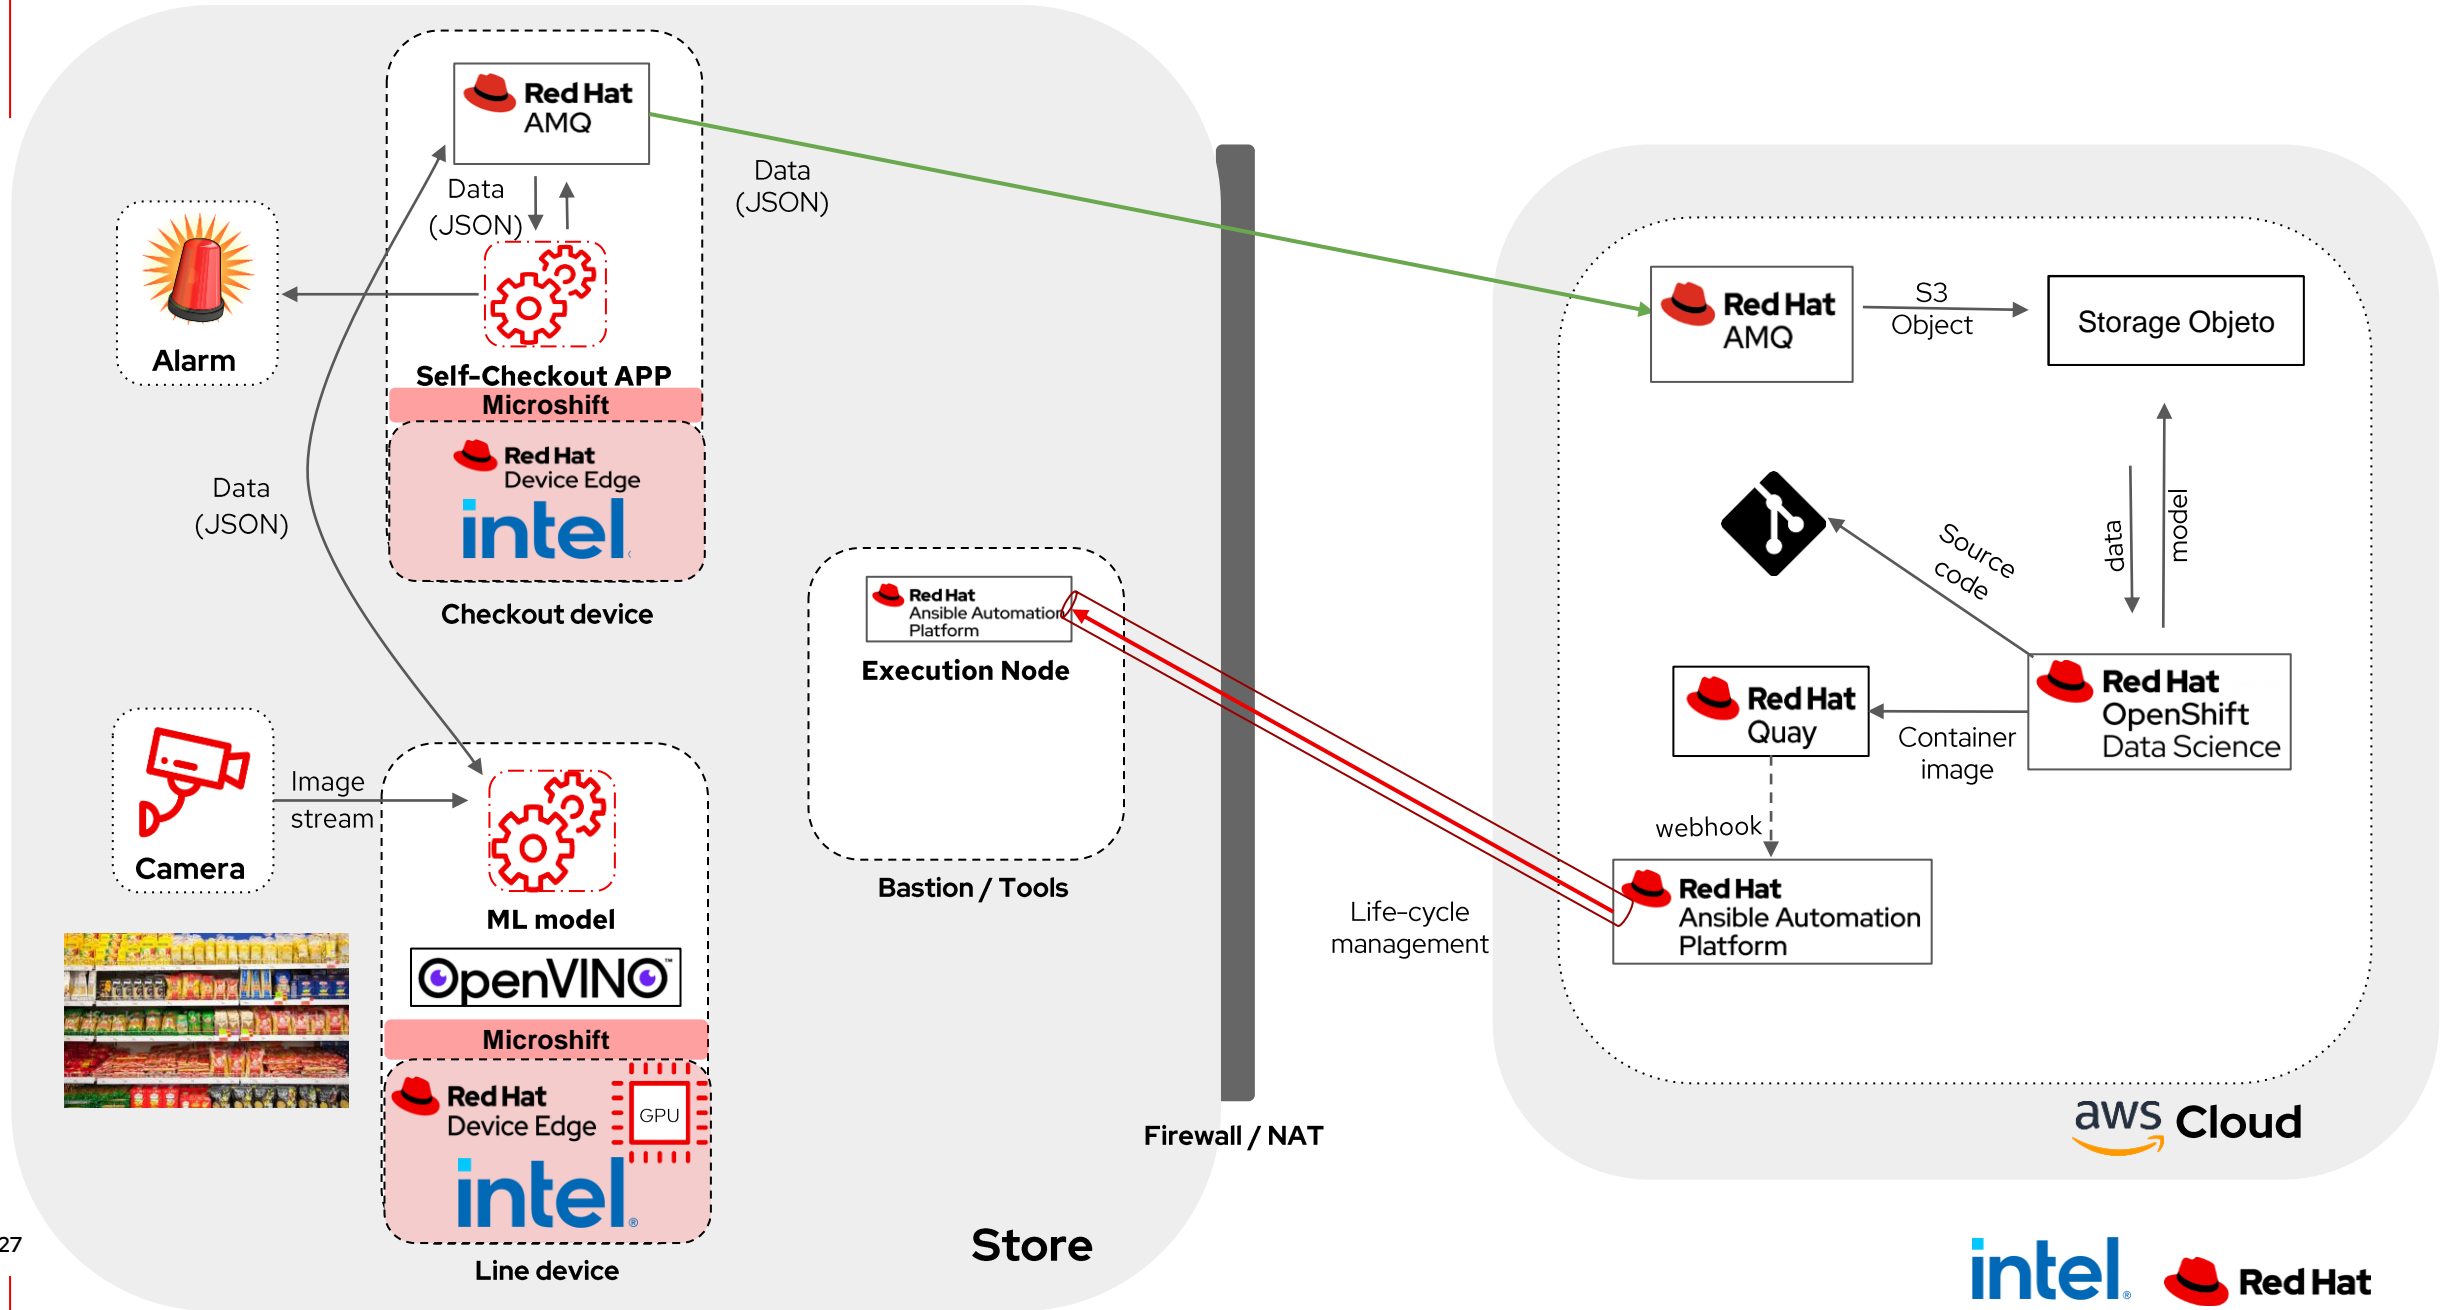 Red Hat
AMQ
Data
(JSON)
Data
(JSON)
Alarm
Self-Checkout APP
Microshift
Red Hat
Device Edge
intel
Checkout device
Data
(JSON)
Camera
Image
stream
ML model
OpenVINO™
Microshift
Red Hat
Device Edge
GPU
intel®
Line device
Red Hat
Ansible Automation
Platform
Execution Node
Bastion / Tools
Store
Firewall / NAT
Life-cycle
management
Red Hat
AMQ
S3
Object
Storage Objeto
Source
code
data
model
Red Hat
Quay
Container
image
Red Hat
OpenShift
Data Science
webhook
Red Hat
Ansible Automation
Platform
aws Cloud
27
intel®
Red Hat